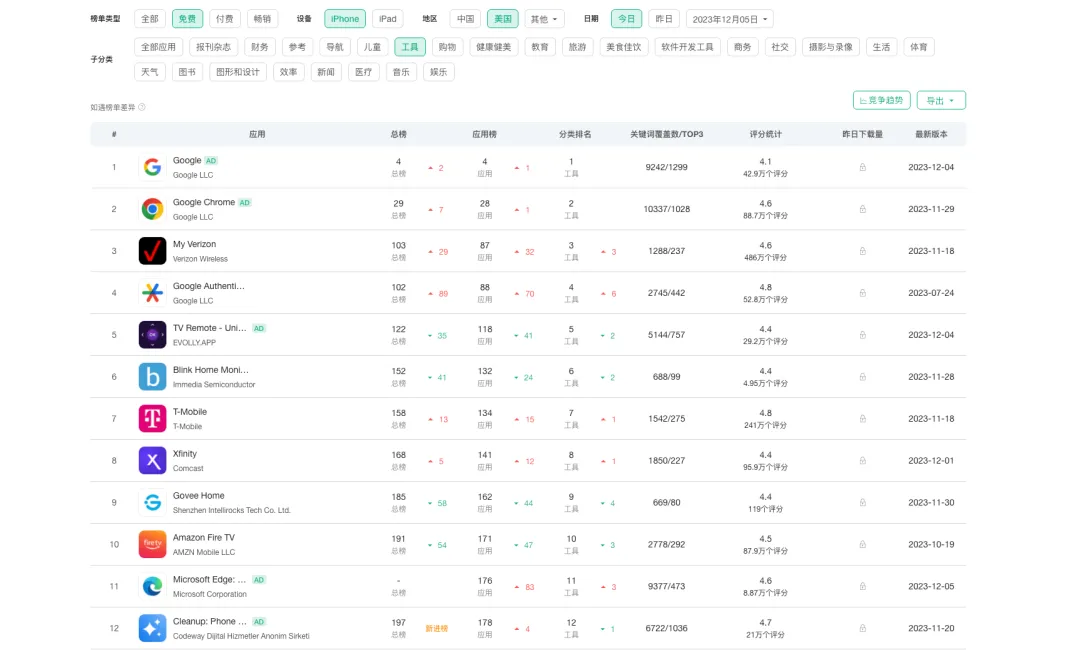 榜单类型 全部 免费 付费 畅销 设备 iPhone iPad 地区 中国 美国 其他 日期 今日 昨日 2023年12月05日
子分类 全部应用 报刊杂志 财务 参考 导航 儿童 工具 购物 健康健美 教育 旅游 美食佳饮 软件开发工具 商务 社交 摄影与录像 生活 体育
天气 图书 图形和设计 效率 新闻 医疗 音乐 娱乐
如遇榜单差异 ? 竞争趋势 导出
# 应用 总榜 应用榜 分类排名 关键词覆盖数/TOP3 评分统计 昨日下载量 最新版本
1 Google AD 4 2 4 1 1 9242/1299 4.1 2023-12-04
Google LLC 总榜 应用 工具 42.9万个评分
2 Google Chrome AD 29 7 28 1 2 10337/1028 4.6 2023-11-29
Google LLC 总榜 应用 工具 88.7万个评分
3 My Verizon 103 29 87 32 3 3 1288/237 4.6 2023-11-18
Verizon Wireless 总榜 应用 工具 486万个评分
4 Google Authenti... 102 89 88 70 4 6 2745/442 4.8 2023-07-24
Google LLC 总榜 应用 工具 52.8万个评分
5 TV Remote - Uni... AD 122 35 118 41 5 2 5144/757 4.4 2023-12-04
EVOLLY.APP 总榜 应用 工具 29.2万个评分
6 b Blink Home Moni... 152 41 132 24 6 2 688/99 4.4 2023-11-28
Immedia Semiconductor 总榜 应用 工具 4.95万个评分
7 T T-Mobile 158 13 134 15 7 1 1542/275 4.8 2023-11-18
T-Mobile 总榜 应用 工具 241万个评分
8 X Xfinity 168 5 141 12 8 1 1850/227 4.4 2023-12-01
Comcast 总榜 应用 工具 95.9万个评分
9 Govee Home 185 58 162 44 9 4 669/80 4.4 2023-11-30
Shenzhen Intellirocks Tech Co. Ltd. 总榜 应用 工具 119个评分
10 firetv Amazon Fire TV 191 54 171 47 10 3 2778/292 4.5 2023-10-19
AMZN Mobile LLC 总榜 应用 工具 87.9万个评分
11 Microsoft Edge: ... AD - 176 83 11 3 9377/473 4.6 2023-12-05
Microsoft Corporation 总榜 应用 工具 8.87万个评分
12 Cleanup: Phone ... AD 197 新进榜 178 4 12 1 6722/1036 4.7 2023-11-20
Codeway Dijital Hizmetler Anonim Sirketi 总榜 应用 工具 21万个评分